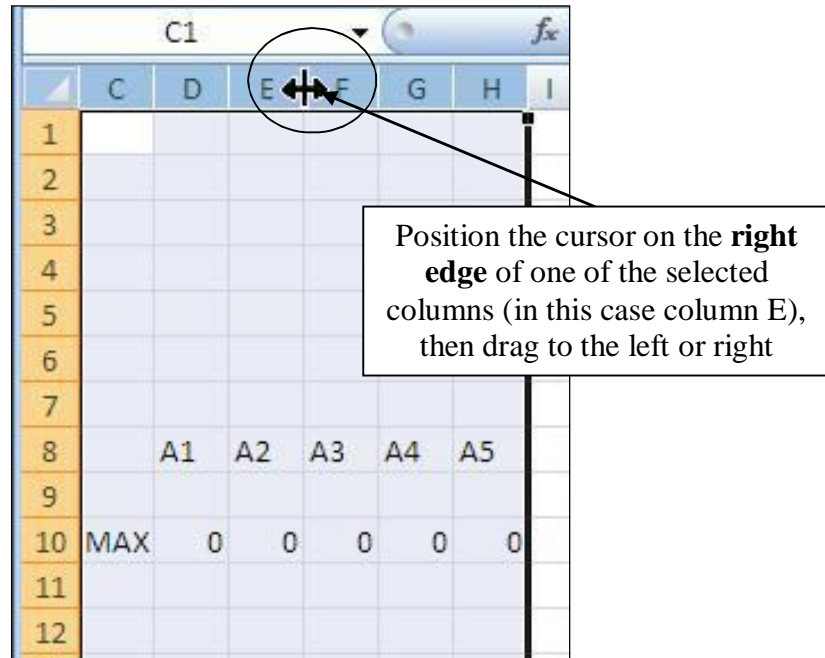 C1 fx
C D E F G H I
1
2
3
4
5
6
7
8 A1 A2 A3 A4 A5
9
10 MAX 0 0 0 0 0
11
12
Position the cursor on the right
edge of one of the selected
columns (in this case column E),
then drag to the left or right